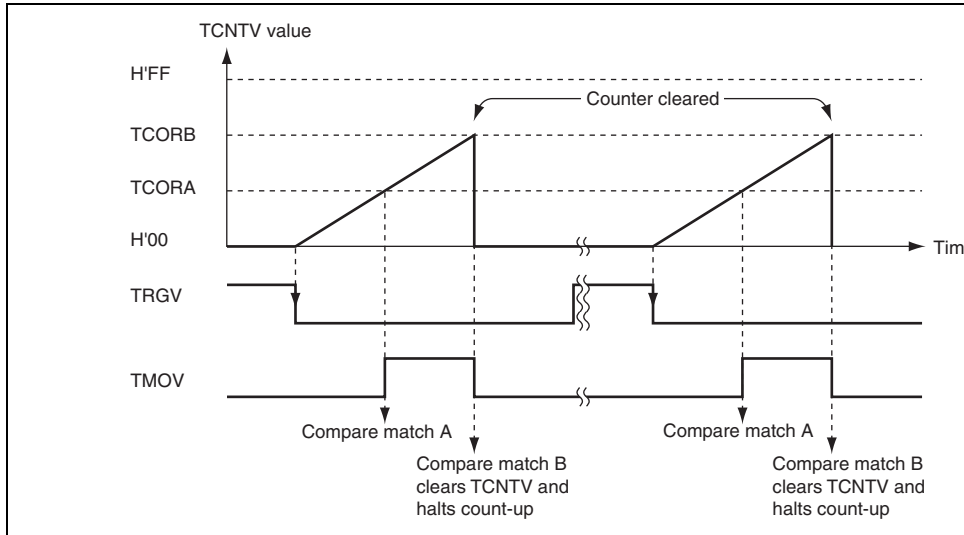 TCNTV value
H'FF
Counter cleared
TCORB
TCORA
H'00
Tim
TRGV
TMOV
Compare match A
Compare match A
Compare match B
clears TCNTV and
halts count-up
Compare match B
clears TCNTV and
halts count-up